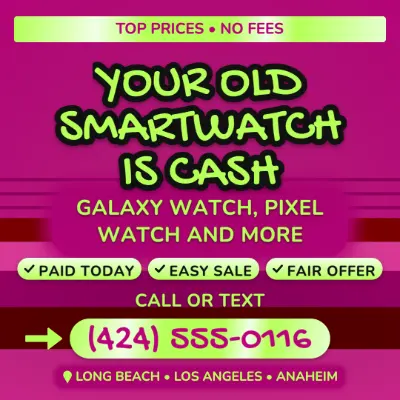 TOP PRICES • NO FEES
YOUR OLD
SMARTWATCH
IS CASH
GALAXY WATCH, PIXEL
WATCH AND MORE
✓ PAID TODAY ✓ EASY SALE ✓ FAIR OFFER
CALL OR TEXT
(424) 555-0116
LONG BEACH • LOS ANGELES • ANAHEIM